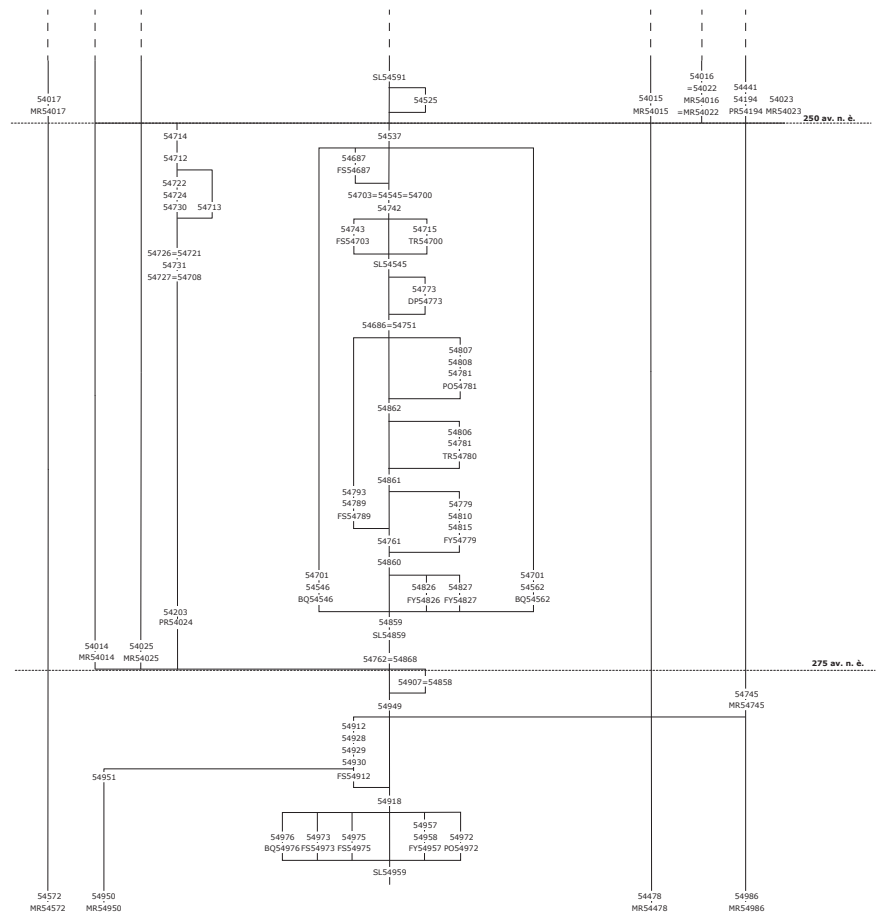 SL54591
54525
54017
MR54017
54015
MR54015
54016
=54022
MR54016
=MR54022
54441
54194
PR54194
54023
MR54023
250 av. n. è.
54714
54712
54722
54724
54730
54713
54726=54721
54731
54727=54708
54537
54687
FS54687
54703=54545=54700
54742
54743
FS54703
54715
TR54700
SL54545
54773
DP54773
54686=54751
54807
54808
54781
PO54781
54862
54806
54781
TR54780
54861
54793
54789
FS54789
54779
54810
54815
FY54779
54761
54860
54701
54546
BQ54546
54826
FY54826
54827
FY54827
54701
54562
BQ54562
54203
PR54024
54859
SL54859
54014
MR54014
54025
MR54025
54762=54868
275 av. n. è.
54907=54858
54745
MR54745
54949
54912
54928
54929
54930
FS54912
54951
54918
54976
BQ54976
54973
FS54973
54975
FS54975
54957
54958
FY54957
54972
PO54972
SL54959
54572
MR54572
54950
MR54950
54478
MR54478
54986
MR54986